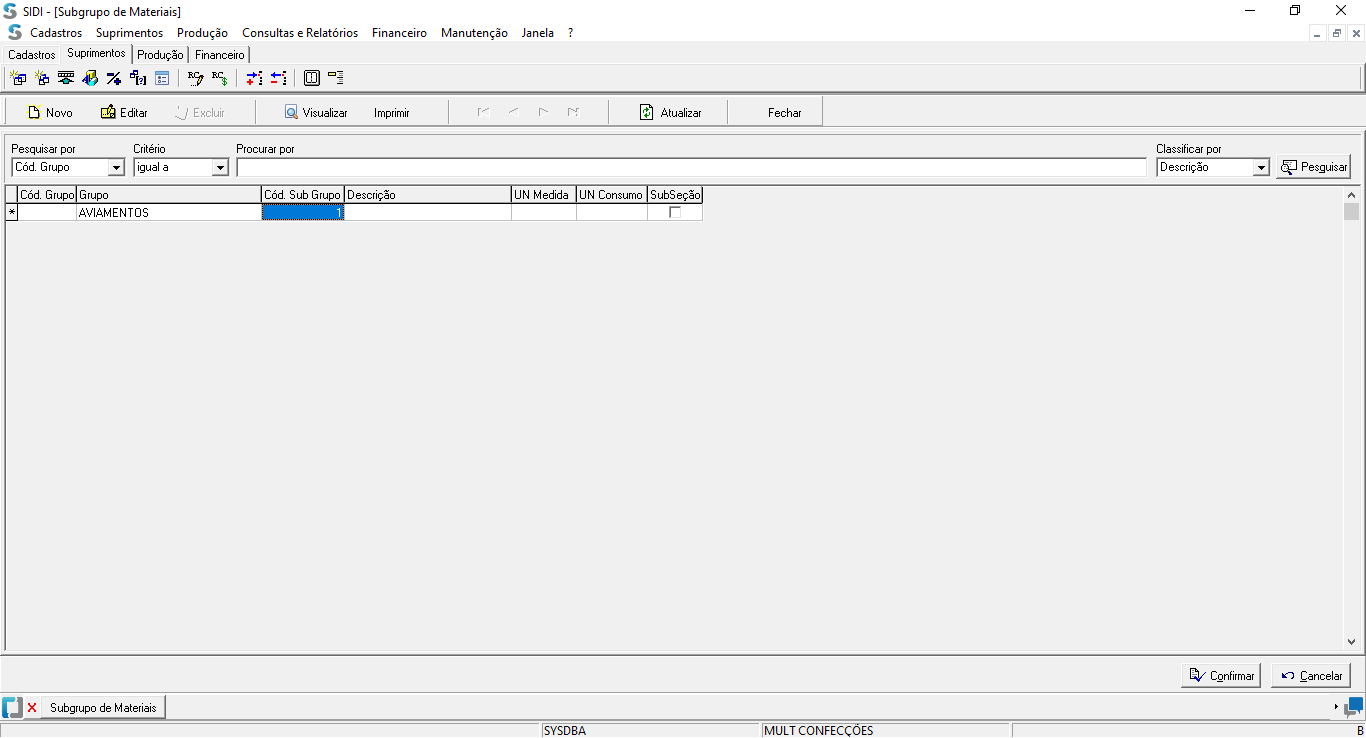 SIDI - [Subgrupo de Materiais]
Cadastros Suprimentos Produção Consultas e Relatórios Financeiro Manutenção Janela ?
Cadastros Suprimentos Produção Financeiro
Novo Editar Excluir Visualizar Imprimir Atualizar Fechar
Pesquisar por Critério Procurar por Classificar por
Cód. Grupo igual a Descrição Pesquisar
Cód. Grupo Grupo Cód. Sub Grupo Descrição UN Medida UN Consumo SubSeção
* AVIAMENTOS 1
Confirmar Cancelar
Subgrupo de Materiais
SYSDBA MULT CONFECÇÕES B